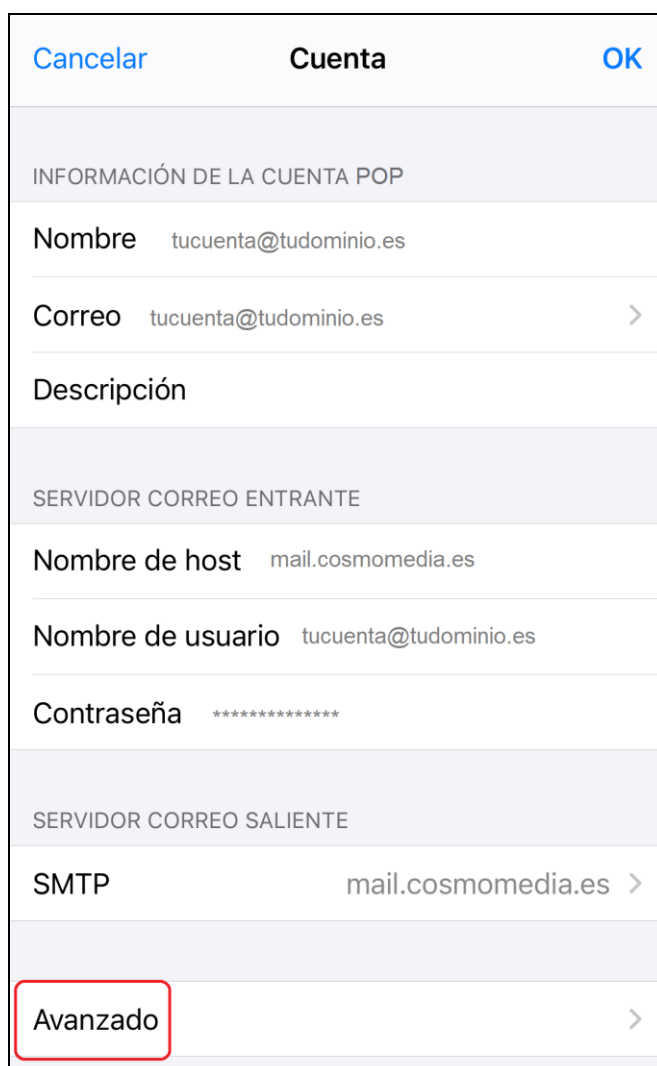 Cancelar Cuenta OK
INFORMACIÓN DE LA CUENTA POP
Nombre tucuenta@tudominio.es
Correo tucuenta@tudominio.es
Descripción
SERVIDOR CORREO ENTRANTE
Nombre de host mail.cosmomedia.es
Nombre de usuario tucuenta@tudominio.es
Contraseña **************
SERVIDOR CORREO SALIENTE
SMTP mail.cosmomedia.es
Avanzado